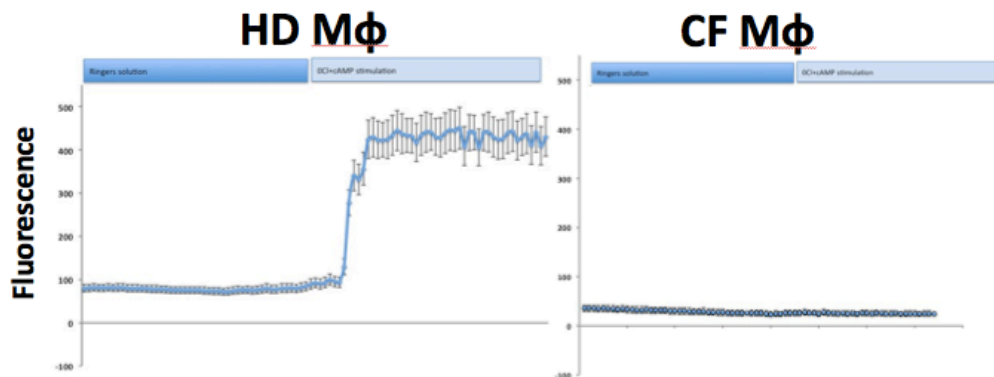 HD Mϕ
CF Mϕ
Ringers solution
0Cl+cAMP stimulation
Ringers solution
0Cl+cAMP stimulation
Fluorescence
500
400
300
200
100
0
-100
500
400
300
200
100
0
-100